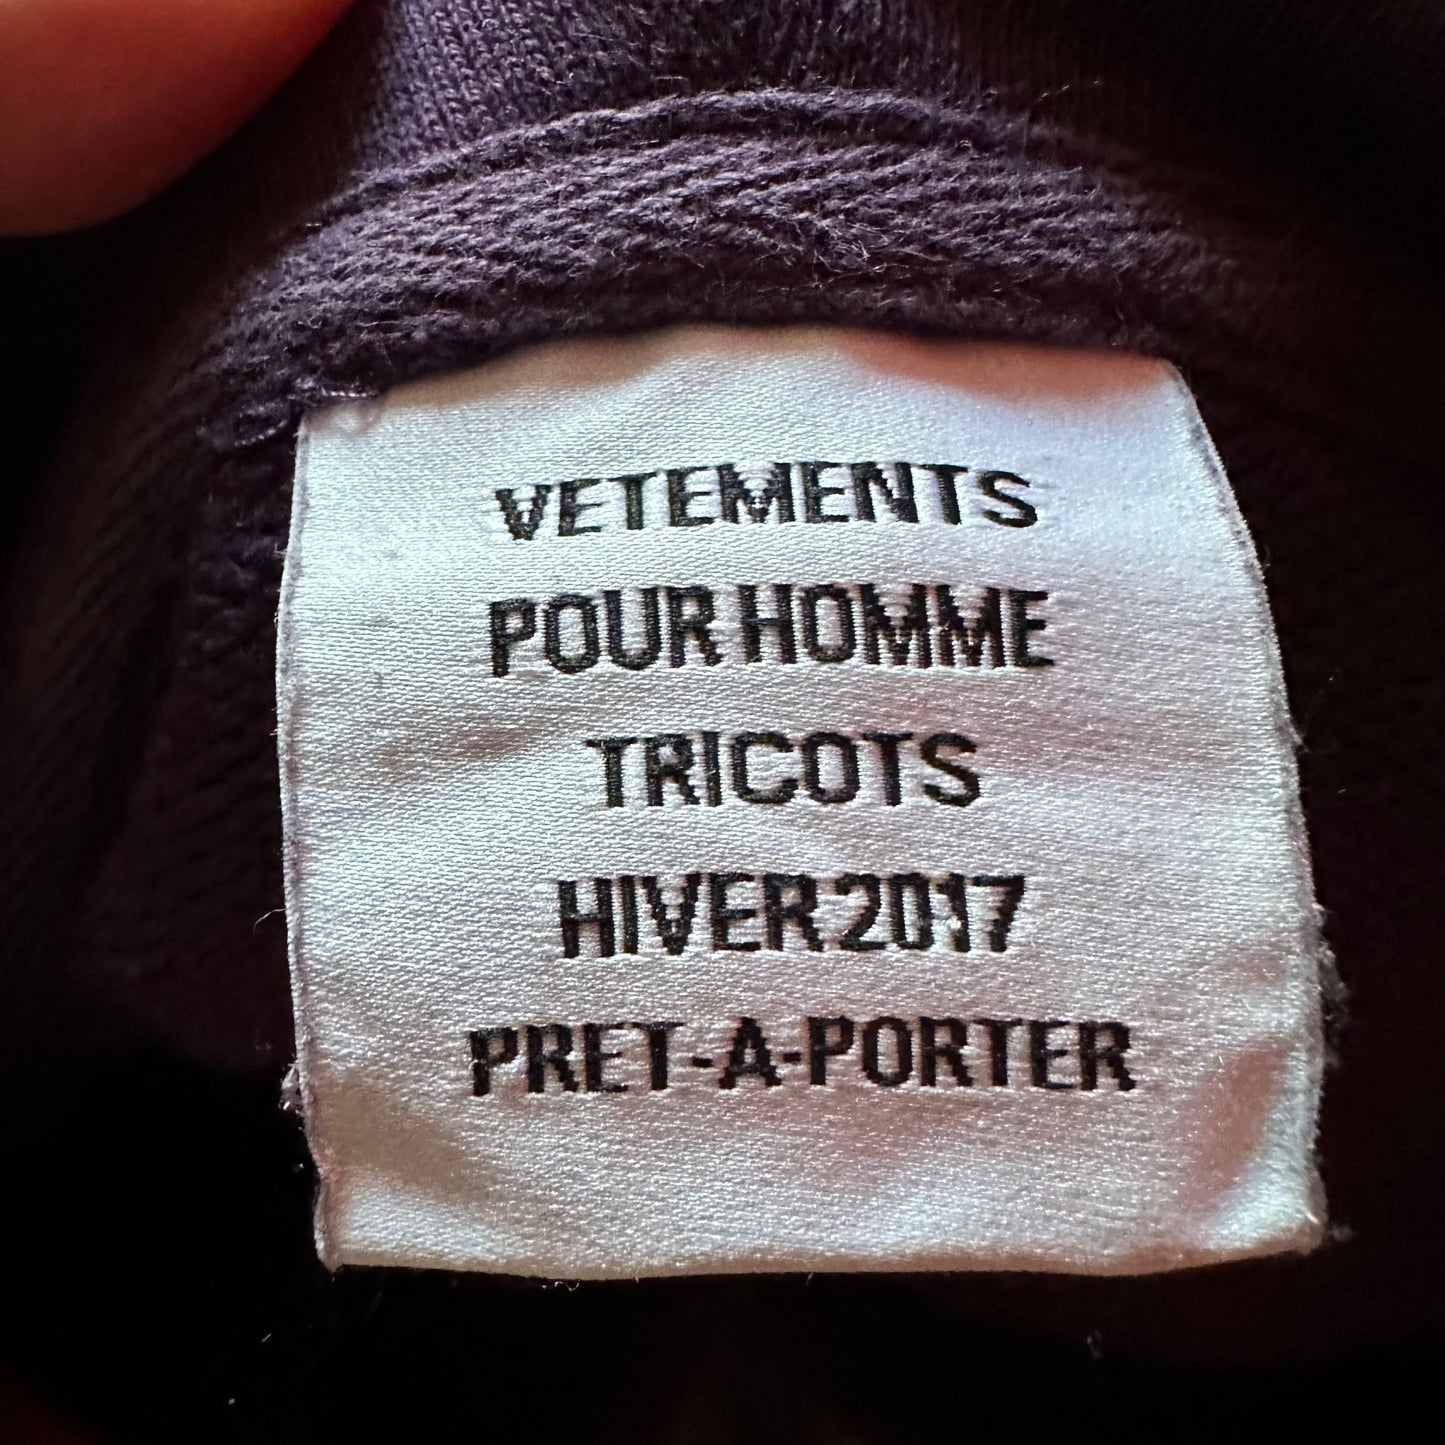 VETEMENTS
POUR HOMME
TRICOTS
HIVER 2017
PRET-A-PORTER